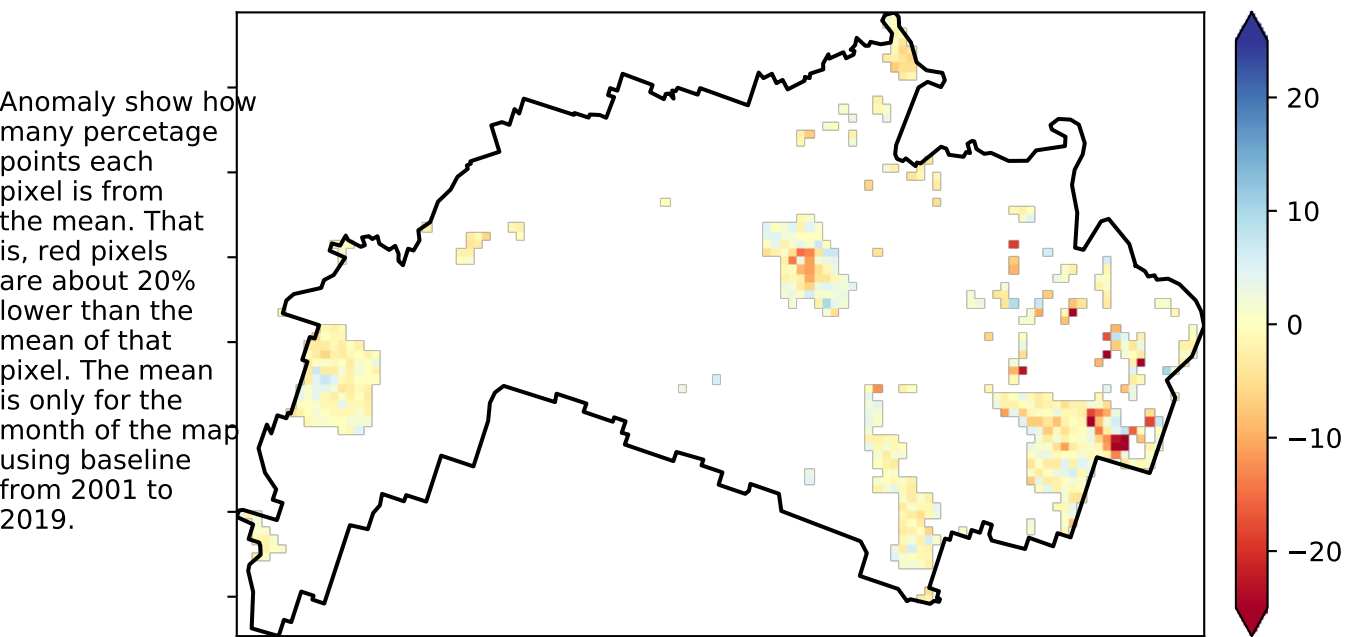 Anomaly show how
many percetage
points each
pixel is from
the mean. That
is, red pixels
are about 20%
lower than the
mean of that
pixel. The mean
is only for the
month of the map
using baseline
from 2001 to
2019.
20
10
0
−10
−20